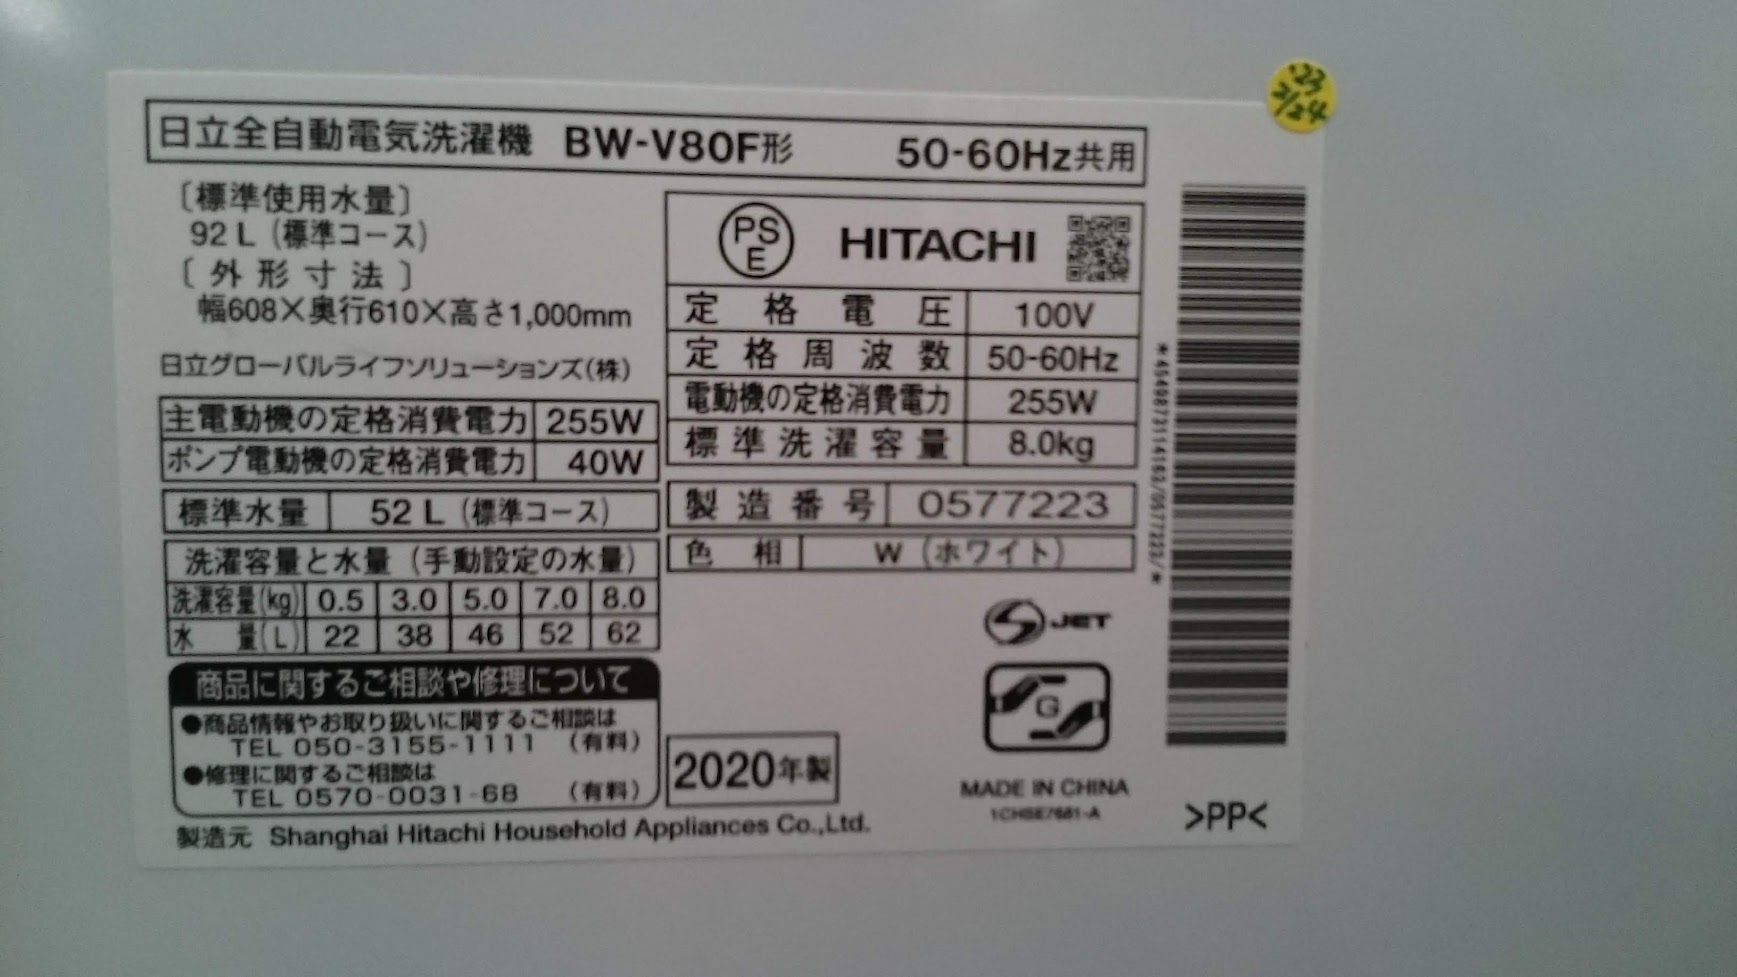 '23
2/24
日立全自動電気洗濯機 BW-V80F形 50-60Hz共用
〔標準使用水量〕
92 L (標準コース)
〔外形寸法〕
幅608×奥行610×高さ1,000mm
日立グローバルライフソリューションズ(株)
主電動機の定格消費電力 255W
ポンプ電動機の定格消費電力 40W
標準水量 52 L (標準コース)
洗濯容量と水量 (手動設定の水量)
洗濯容量(kg) 0.5 3.0 5.0 7.0 8.0
水量(L) 22 38 46 52 62
商品に関するご相談や修理について
●商品情報やお取り扱いに関するご相談は
TEL 050-3155-1111 (有料)
●修理に関するご相談は
TEL 0570-0031-68 (有料)
製造元 Shanghai Hitachi Household Appliances Co.,Ltd.
PS
E
HITACHI
定格電圧 100V
定格周波数 50-60Hz
電動機の定格消費電力 255W
標準洗濯容量 8.0kg
製造番号 0577223
色相 W (ホワイト)
JET
G
2020年製
MADE IN CHINA
>PP<